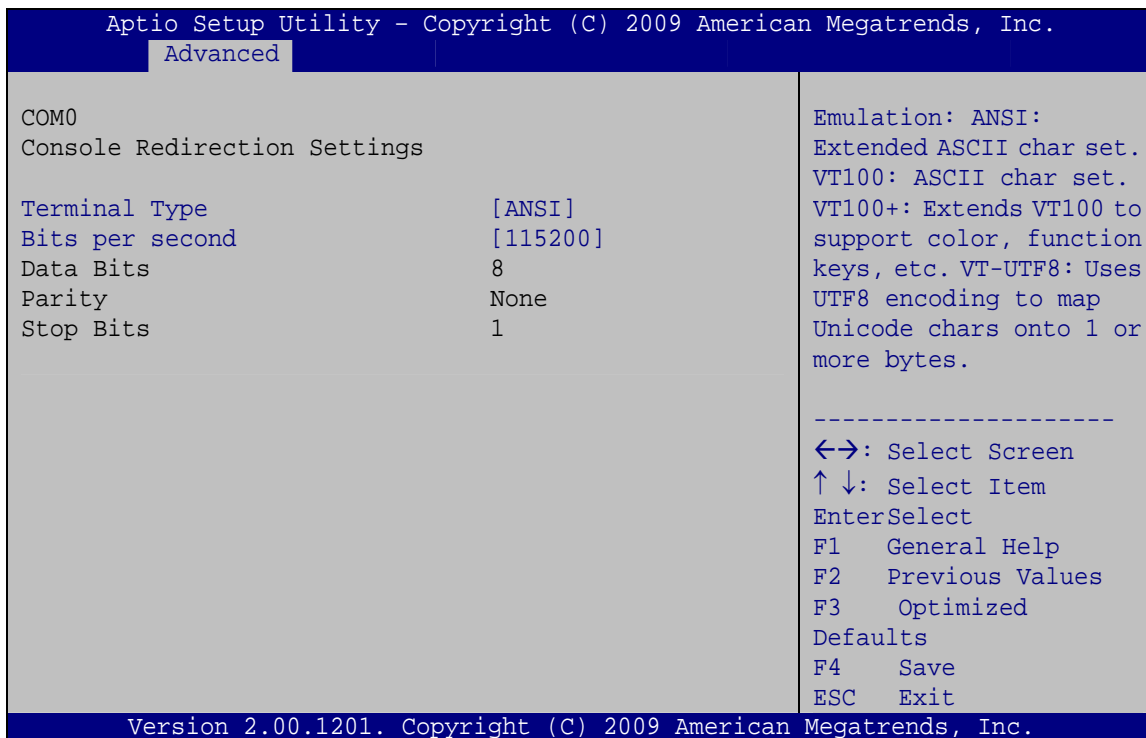 Aptio Setup Utility – Copyright (C) 2009 American Megatrends, Inc.
Advanced
COM0
Console Redirection Settings
Terminal Type [ANSI]
Bits per second [115200]
Data Bits 8
Parity None
Stop Bits 1
Emulation: ANSI:
Extended ASCII char set.
VT100: ASCII char set.
VT100+: Extends VT100 to
support color, function
keys, etc. VT-UTF8: Uses
UTF8 encoding to map
Unicode chars onto 1 or
more bytes.
---------------------
←→: Select Screen
↑ ↓: Select Item
EnterSelect
F1 General Help
F2 Previous Values
F3 Optimized
Defaults
F4 Save
ESC Exit
Version 2.00.1201. Copyright (C) 2009 American Megatrends, Inc.